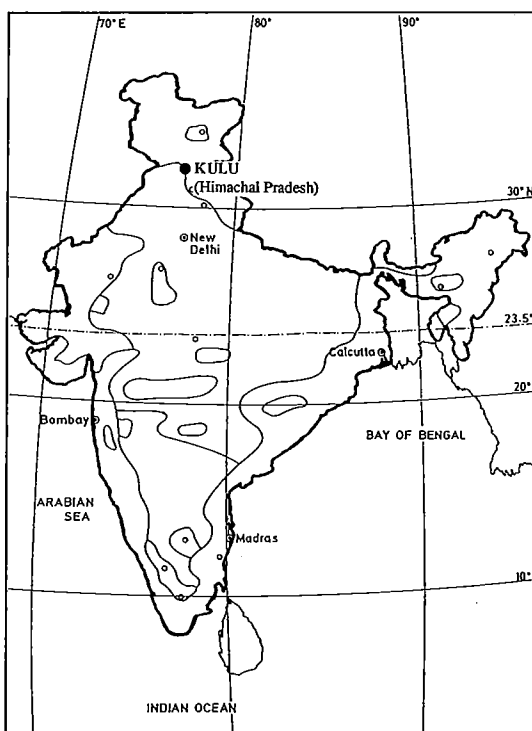 70° E
80°
90°
KULU
(Himachal Pradesh)
30° N
New
Delhi
23.5°
Calcutta
20°
Bombay
BAY OF BENGAL
ARABIAN
SEA
Madras
10°
INDIAN OCEAN